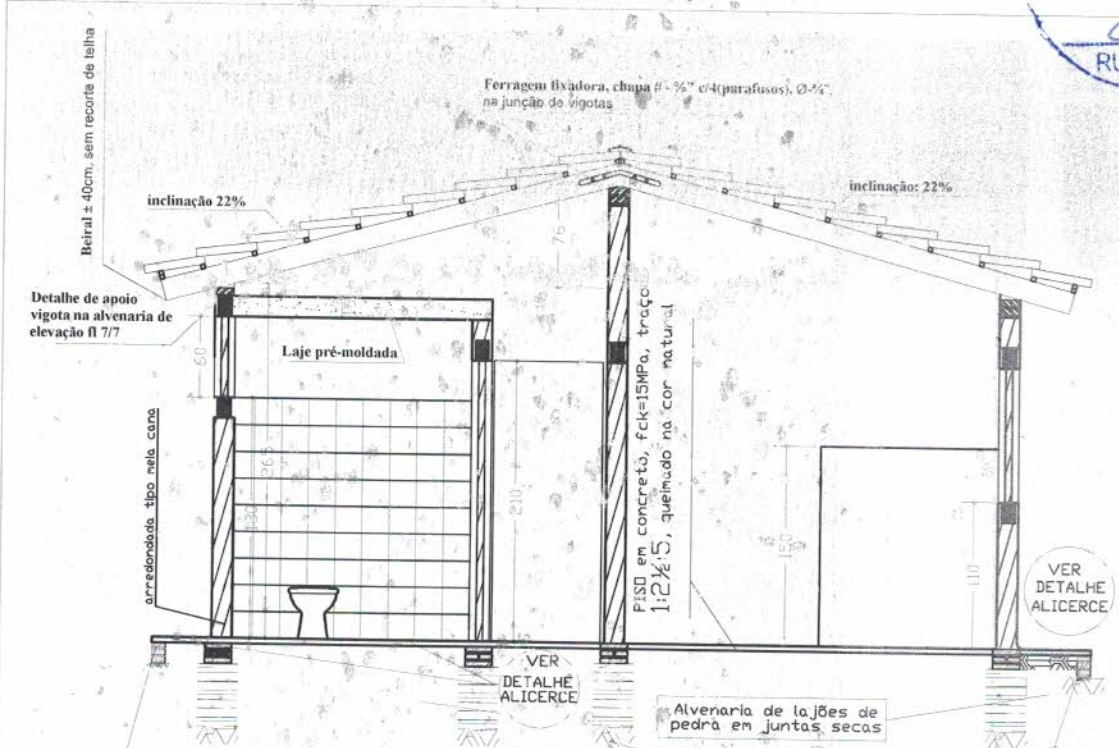 RU
Ferragem fixadora, chapa # - ⅜" c/4(parafusos). Ø-¼".
na junção de vigotas
Beiral ± 40cm, sem recorte de telha
inclinação 22%
inclinação: 22%
76
Detalhe de apoio
vigota na alvenaria de
elevação fl 7/7
Laje pré-moldada
60
arredondada tipo meia cana
265
210
PISO em concreto, fck=15MPa, traço
1:2½:5, queimado na cor natural
150
110
VER
DETALHE
ALICERCE
VER
DETALHE
ALICERCE
Alvenaria de lajões de
pedra em juntas secas